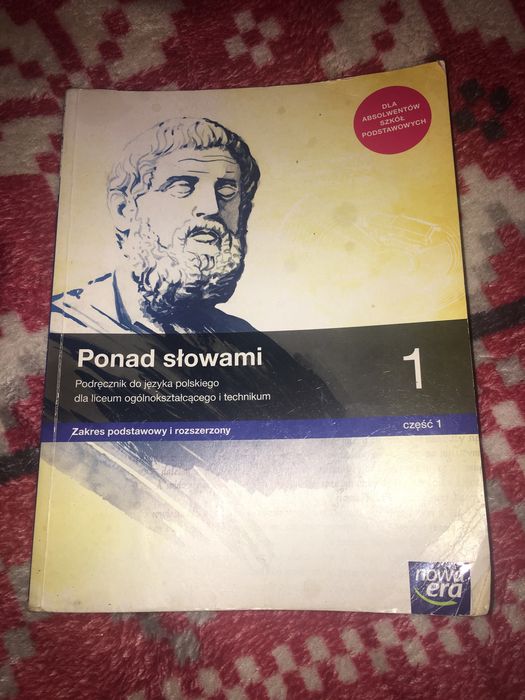 DLA
ABSOLWENTÓW
SZKÓŁ
PODSTAWOWYCH
Ponad słowami
1
Podręcznik do języka polskiego
dla liceum ogólnokształcącego i technikum
Zakres podstawowy i rozszerzony
część 1
nowa
era